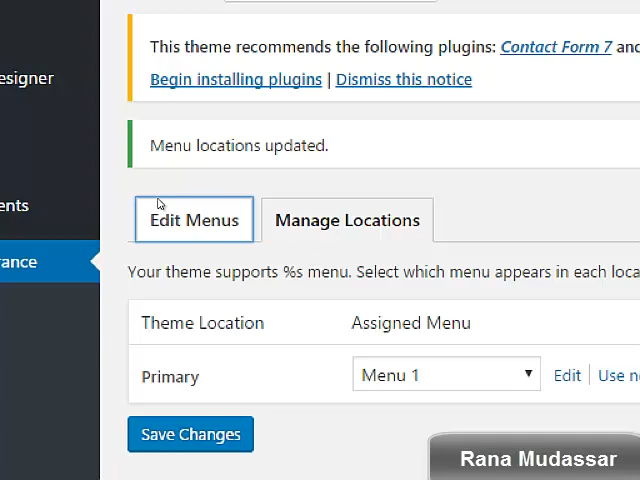 This theme recommends the following plugins: Contact Form 7 and
esigner
Begin installing plugins | Dismiss this notice
Menu locations updated.
ents
Edit Menus Manage Locations
rance
Your theme supports %s menu. Select which menu appears in each loca
Theme Location Assigned Menu
Primary Menu 1 Edit Use ne
Save Changes
Rana Mudassar